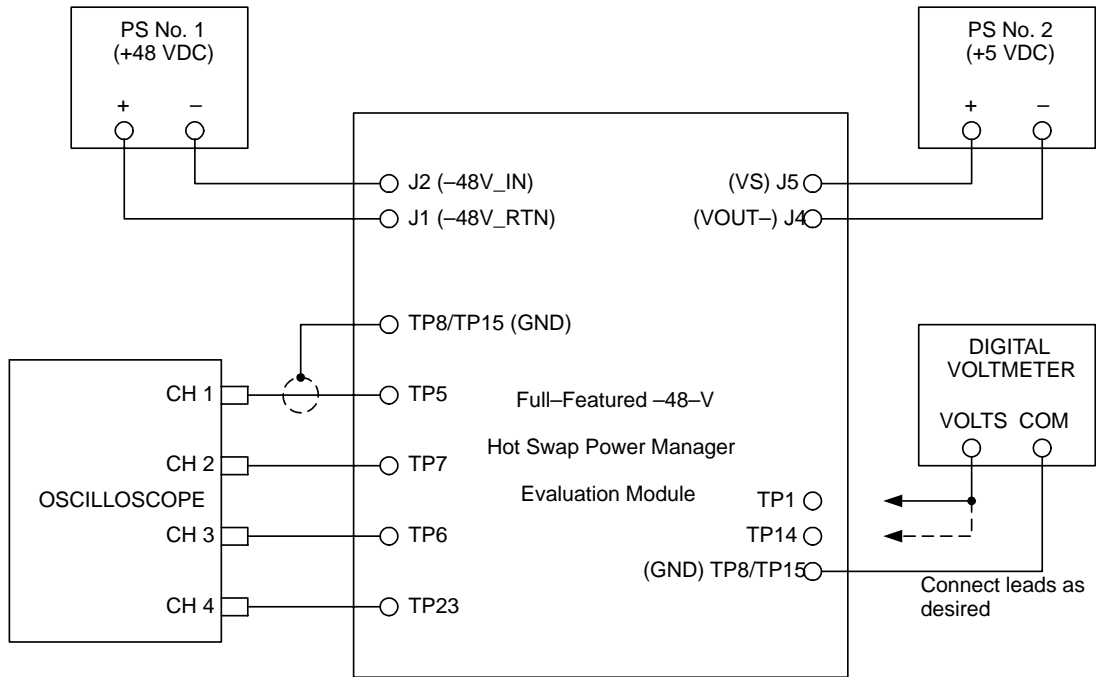 PS No. 1
(+48 VDC)
+ –
PS No. 2
(+5 VDC)
+ –
J2 (–48V_IN)
J1 (–48V_RTN)
(VS) J5
(VOUT–) J4
TP8/TP15 (GND)
CH 1
TP5
CH 2
TP7
OSCILLOSCOPE
CH 3
TP6
CH 4
TP23
Full–Featured –48–V
Hot Swap Power Manager
Evaluation Module
DIGITAL
VOLTMETER
VOLTS COM
TP1
TP14
(GND) TP8/TP15
Connect leads as
desired